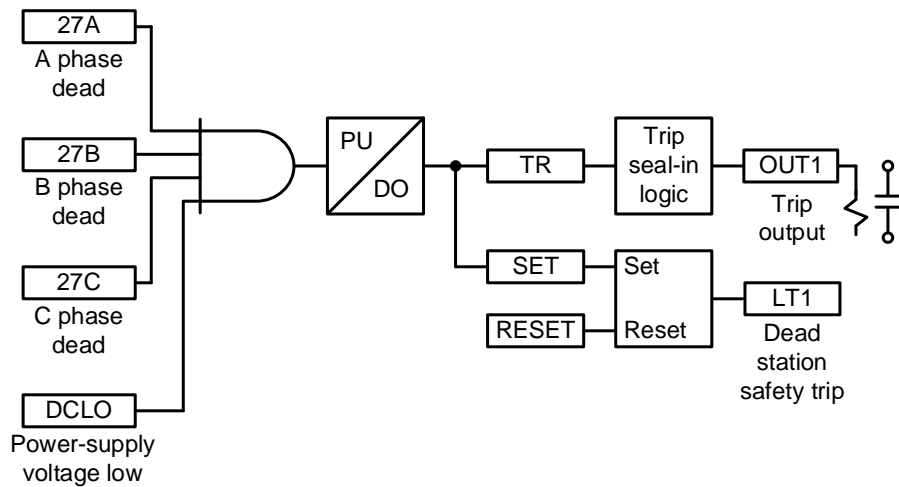 27A
A phase
dead
27B
B phase
dead
27C
C phase
dead
DCLO
Power-supply
voltage low
PU
DO
TR
Trip
seal-in
logic
OUT1
Trip
output
SET
Set
RESET
Reset
LT1
Dead
station
safety trip